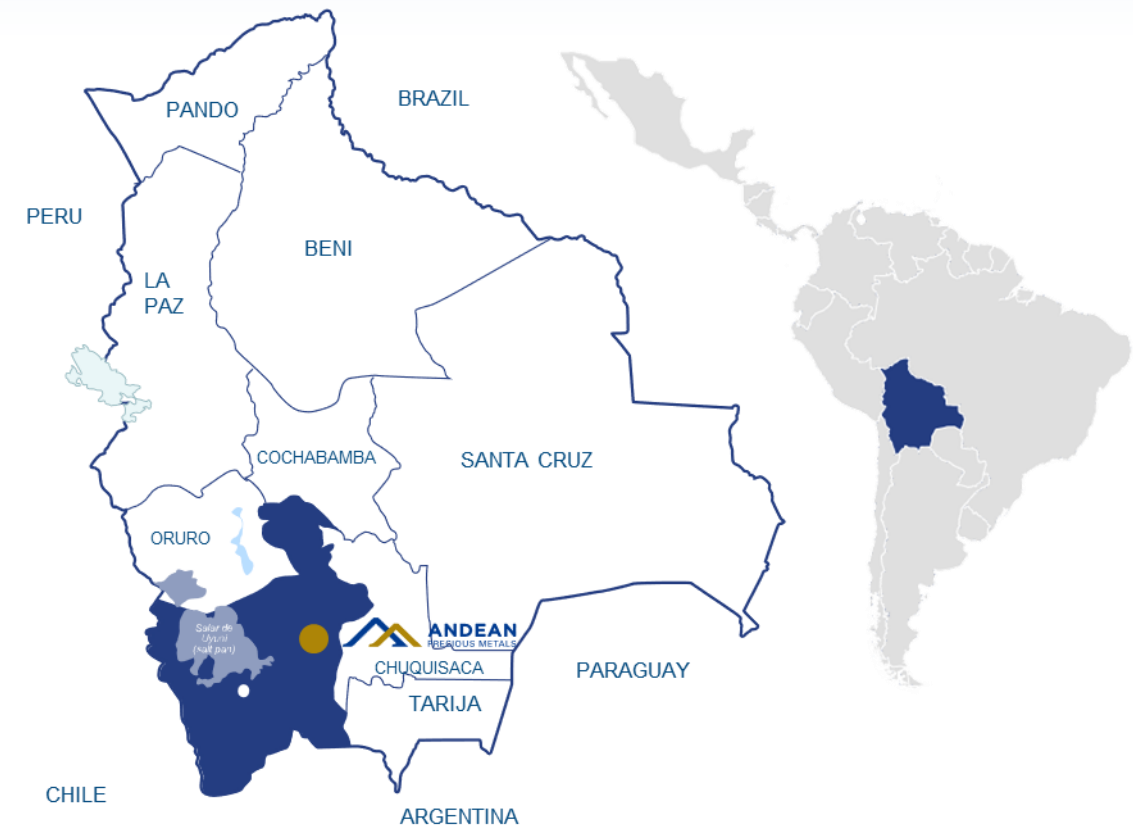 PANDO
BRAZIL
PERU
BENI
LA
PAZ
COCHABAMBA
SANTA CRUZ
ORURO
Salar de
Uyuni
(salt pan)
ANDEAN
PRECIOUS METALS
CHUQUISACA
PARAGUAY
TARIJA
CHILE
ARGENTINA